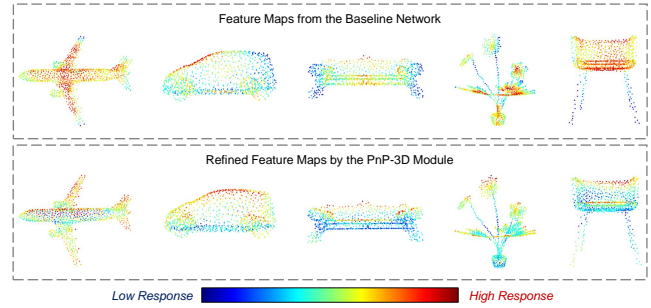 Feature Maps from the Baseline Network
Refined Feature Maps by the PnP-3D Module
Low Response
High Response